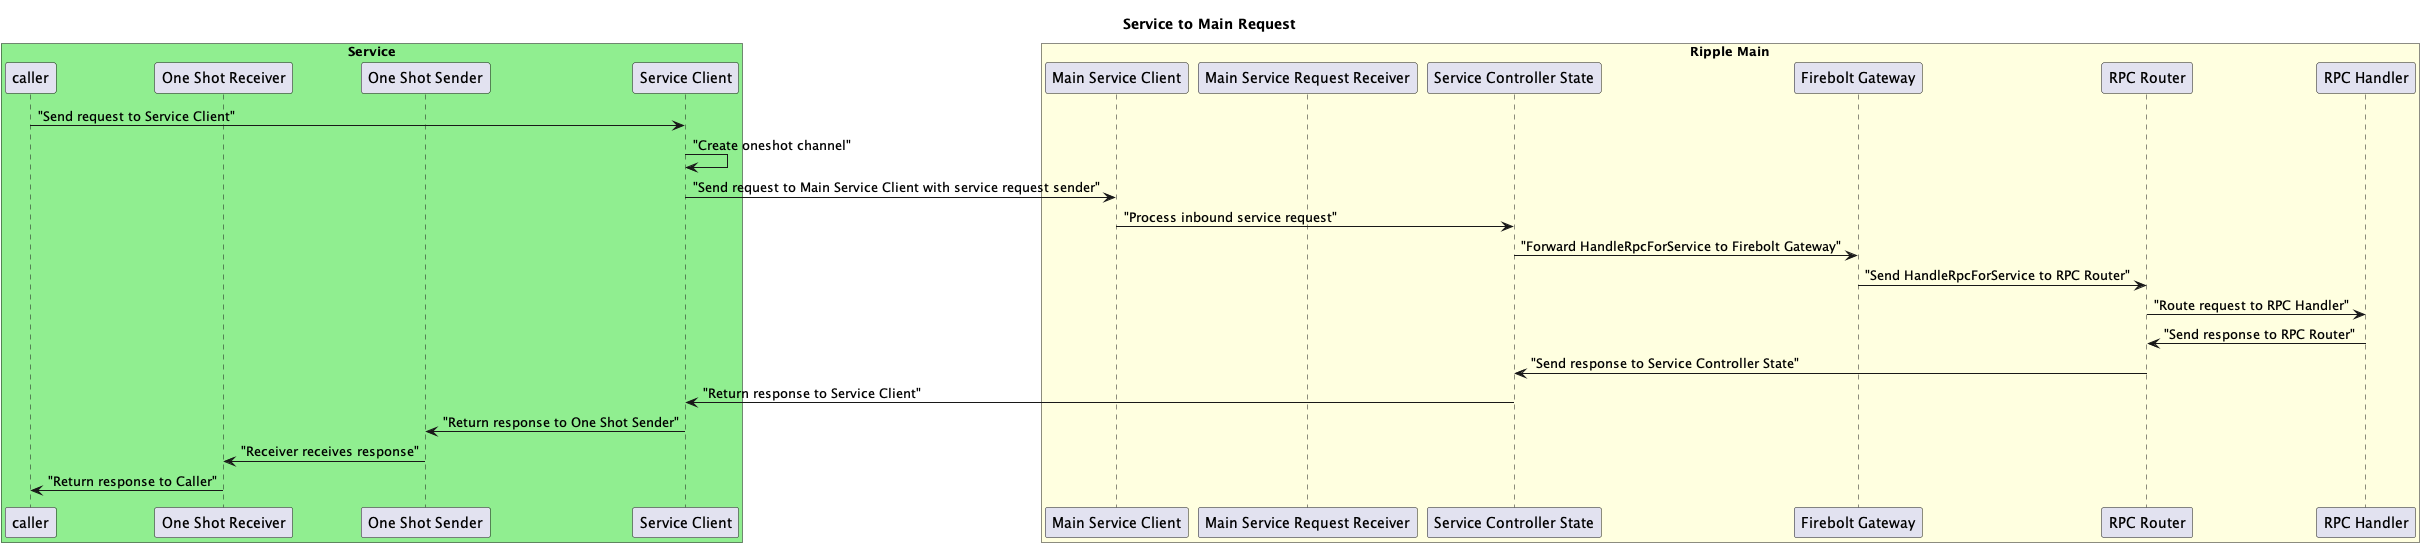 Service to Main Request
Service
Ripple Main
caller
One Shot Receiver
One Shot Sender
Service Client
Main Service Client
Main Service Request Receiver
Service Controller State
Firebolt Gateway
RPC Router
RPC Handler
"Send request to Service Client"
"Create oneshot channel"
"Send request to Main Service Client with service request sender"
"Process inbound service request"
"Forward HandleRpcForService to Firebolt Gateway"
"Send HandleRpcForService to RPC Router"
"Route request to RPC Handler"
"Send response to RPC Router"
"Send response to Service Controller State"
"Return response to Service Client"
"Return response to One Shot Sender"
"Receiver receives response"
"Return response to Caller"
caller
One Shot Receiver
One Shot Sender
Service Client
Main Service Client
Main Service Request Receiver
Service Controller State
Firebolt Gateway
RPC Router
RPC Handler